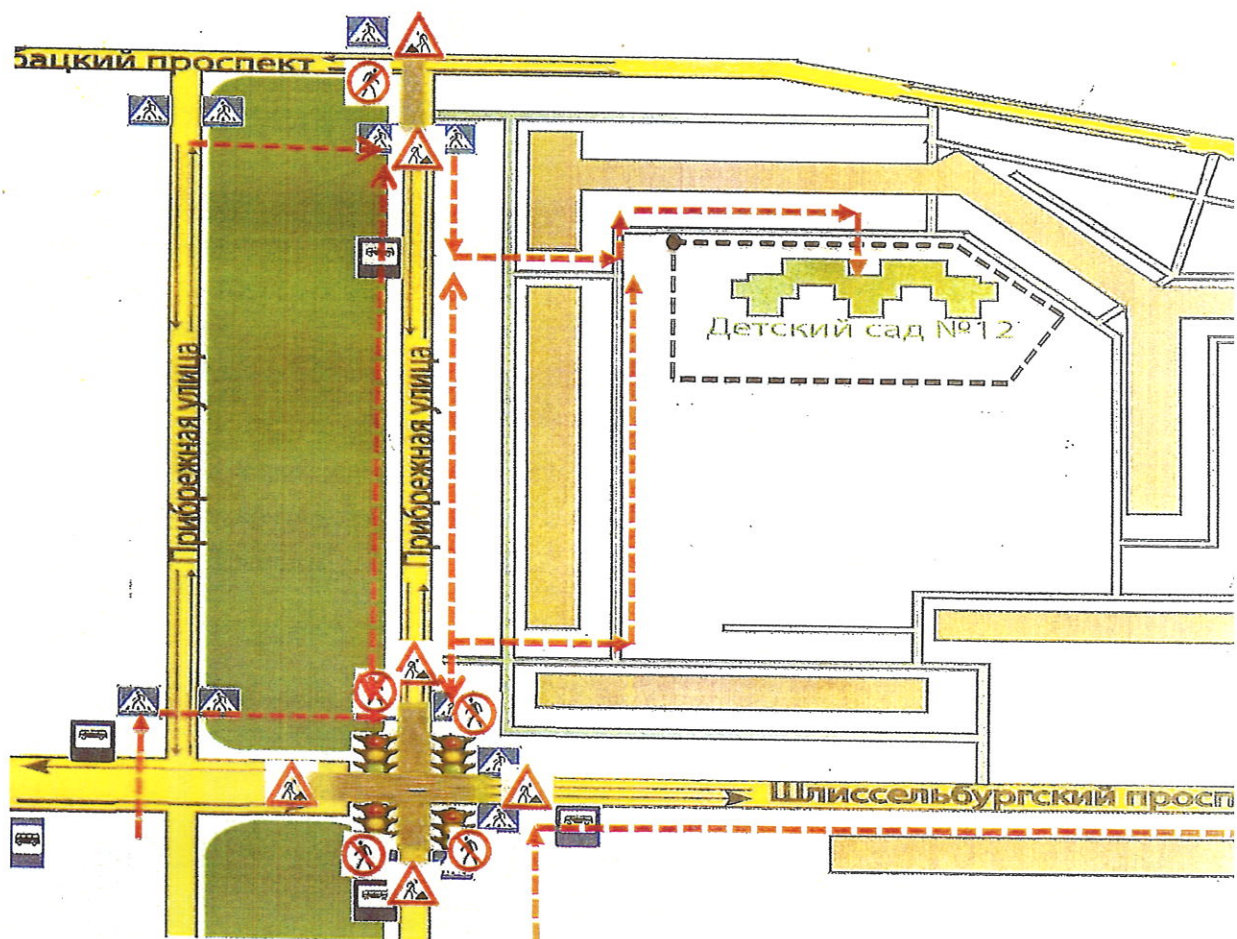 бацкий проспект
Прибрежная улица
Прибрежная улица
Детский сад №12
Шлиссельбургский просп